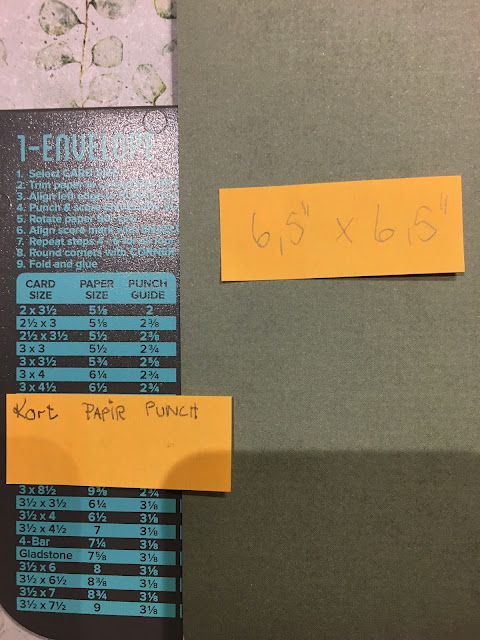 1-ENVELOPE
1. Select CARD
2: Trim paper to
3. Align left edge
4. Punch & score
5. Rotate paper 90°
6. Align score mark with
7. Repeat steps 4
8. Round corners with
9. Fold and glue
6,5" x 6,5"
CARD SIZE PAPER SIZE PUNCH GUIDE
2 x 3½ 5⅛ 2
2½ x 3 5⅛ 2⅜
2½ x 3½ 5½ 2⅜
3 x 3 5½ 2¾
3 x 3½ 5¾ 2⅝
3 x 4 6¼ 2¾
3 x 4½ 6½ 2¾
Kort PAPIR PUNCH
3 x 8½ 9⅜ 2¾
3½ x 3½ 6¼ 3⅛
3½ x 4 6½ 3⅛
3½ x 4½ 7 3⅛
4-Bar 7¼ 3⅛
Gladstone 7⅝ 3⅛
3½ x 6 8 3⅛
3½ x 6½ 8⅜ 3⅛
3½ x 7 8¾ 3⅛
3½ x 7½ 9 3⅛